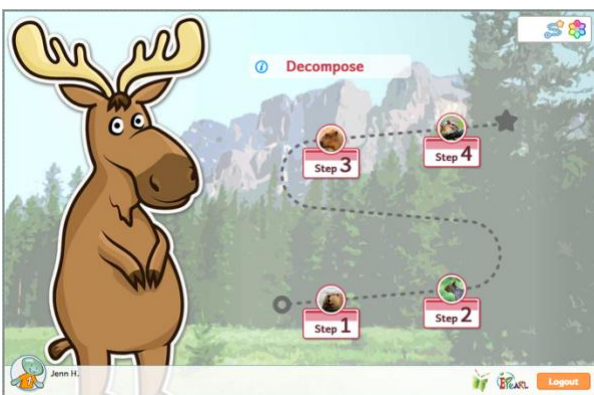 Decompose
Step 3
Step 4
Step 1
Step 2
Jenn H.
Logout